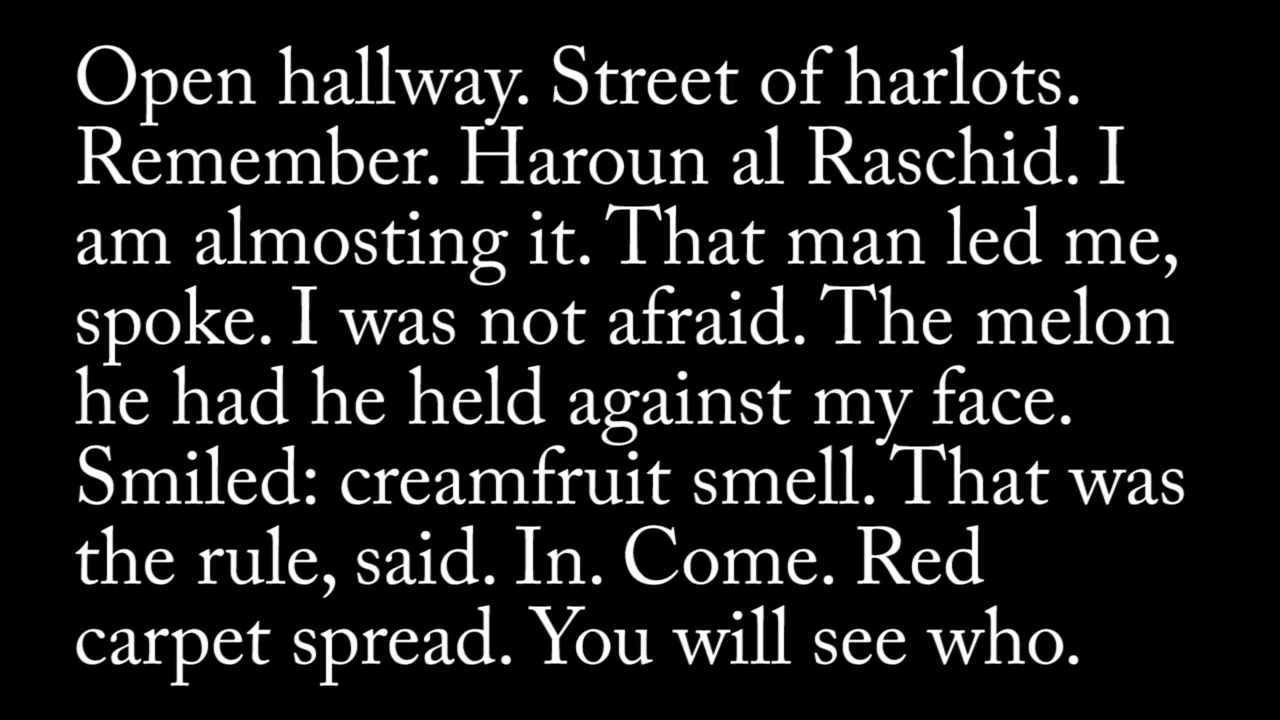 Open hallway. Street of harlots.
Remember. Haroun al Raschid. I
am almosting it. That man led me,
spoke. I was not afraid. The melon
he had he held against my face.
Smiled: creamfruit smell. That was
the rule, said. In. Come. Red
carpet spread. You will see who.